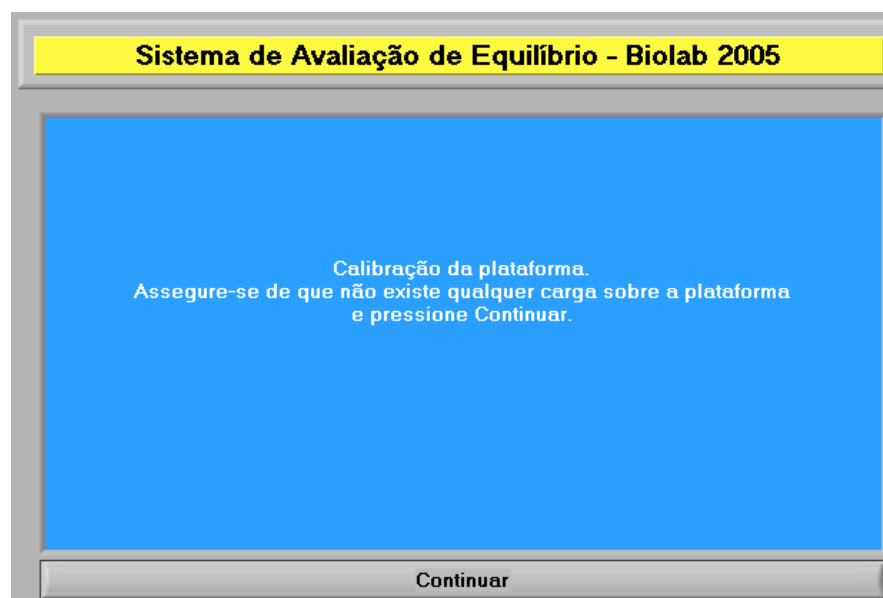 Sistema de Avaliação de Equilíbrio - Biolab 2005
Calibração da plataforma.
Assegure-se de que não existe qualquer carga sobre a plataforma
e pressione Continuar.
Continuar